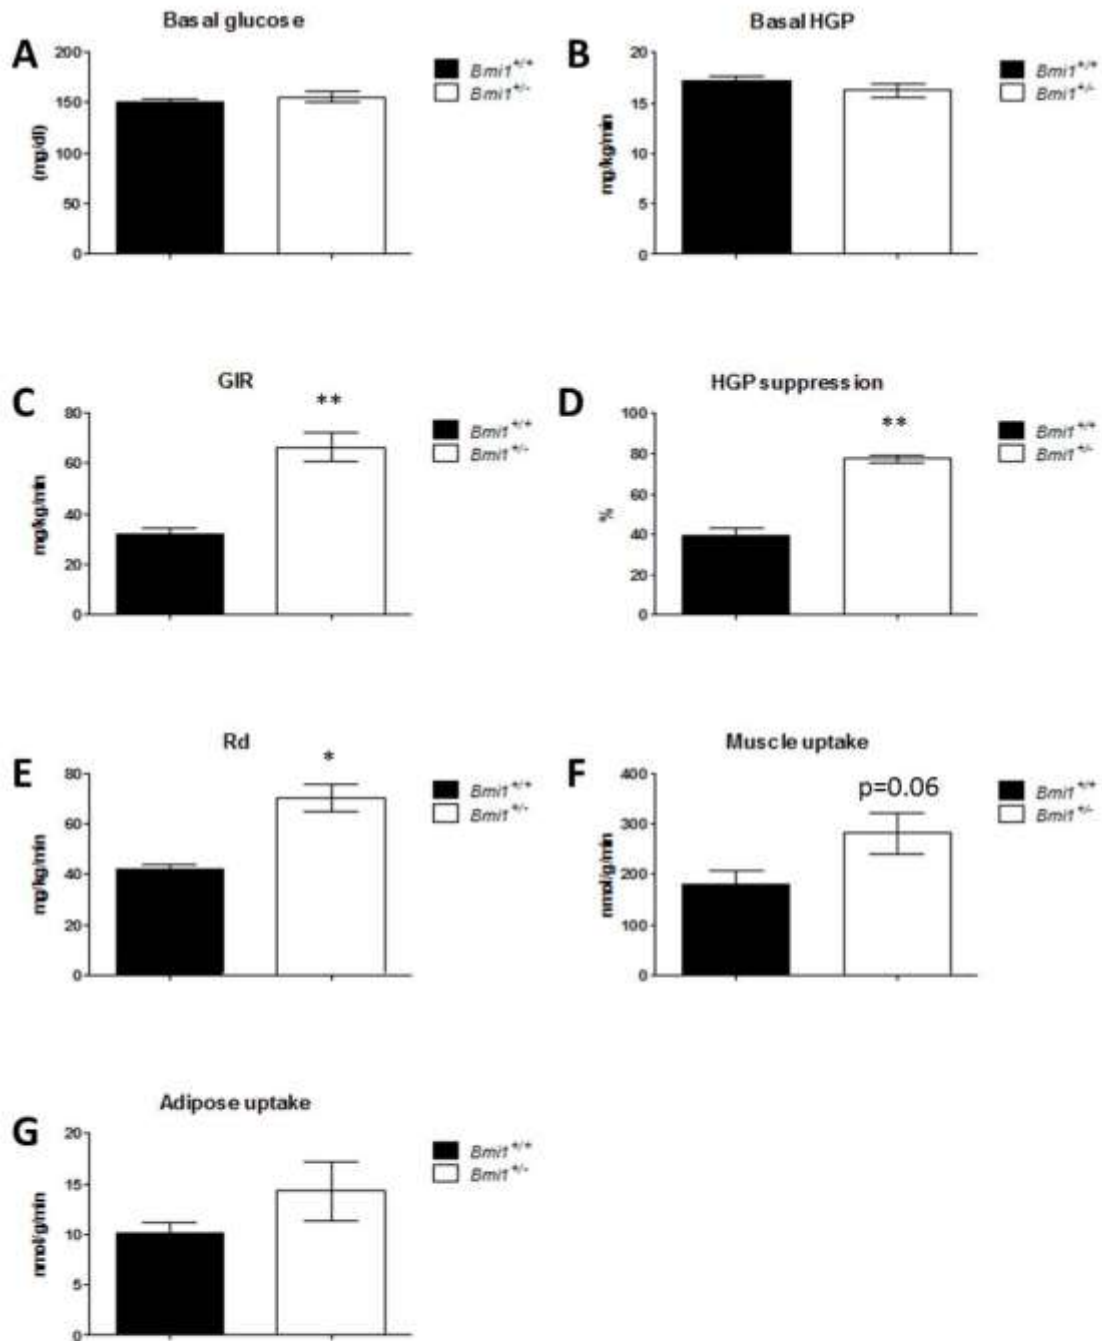 Basal glucose
A
200
150
100
50
0
(mg/dl)
Bmi1+/+
Bmi1+/-
Basal HGP
B
20
15
10
5
0
mg/kg/min
Bmi1+/+
Bmi1+/-
GIR
C
80
60
40
20
0
mg/kg/min
**
Bmi1+/+
Bmi1+/-
HGP suppression
D
100
80
60
40
20
0
%
**
Bmi1+/+
Bmi1+/-
Rd
E
80
60
40
20
0
mg/kg/min
*
Bmi1+/+
Bmi1+/-
Muscle uptake
F
400
300
200
100
0
nmol/g/min
p=0.06
Bmi1+/+
Bmi1+/-
Adipose uptake
G
20
15
10
5
0
nmol/g/min
Bmi1+/+
Bmi1+/-